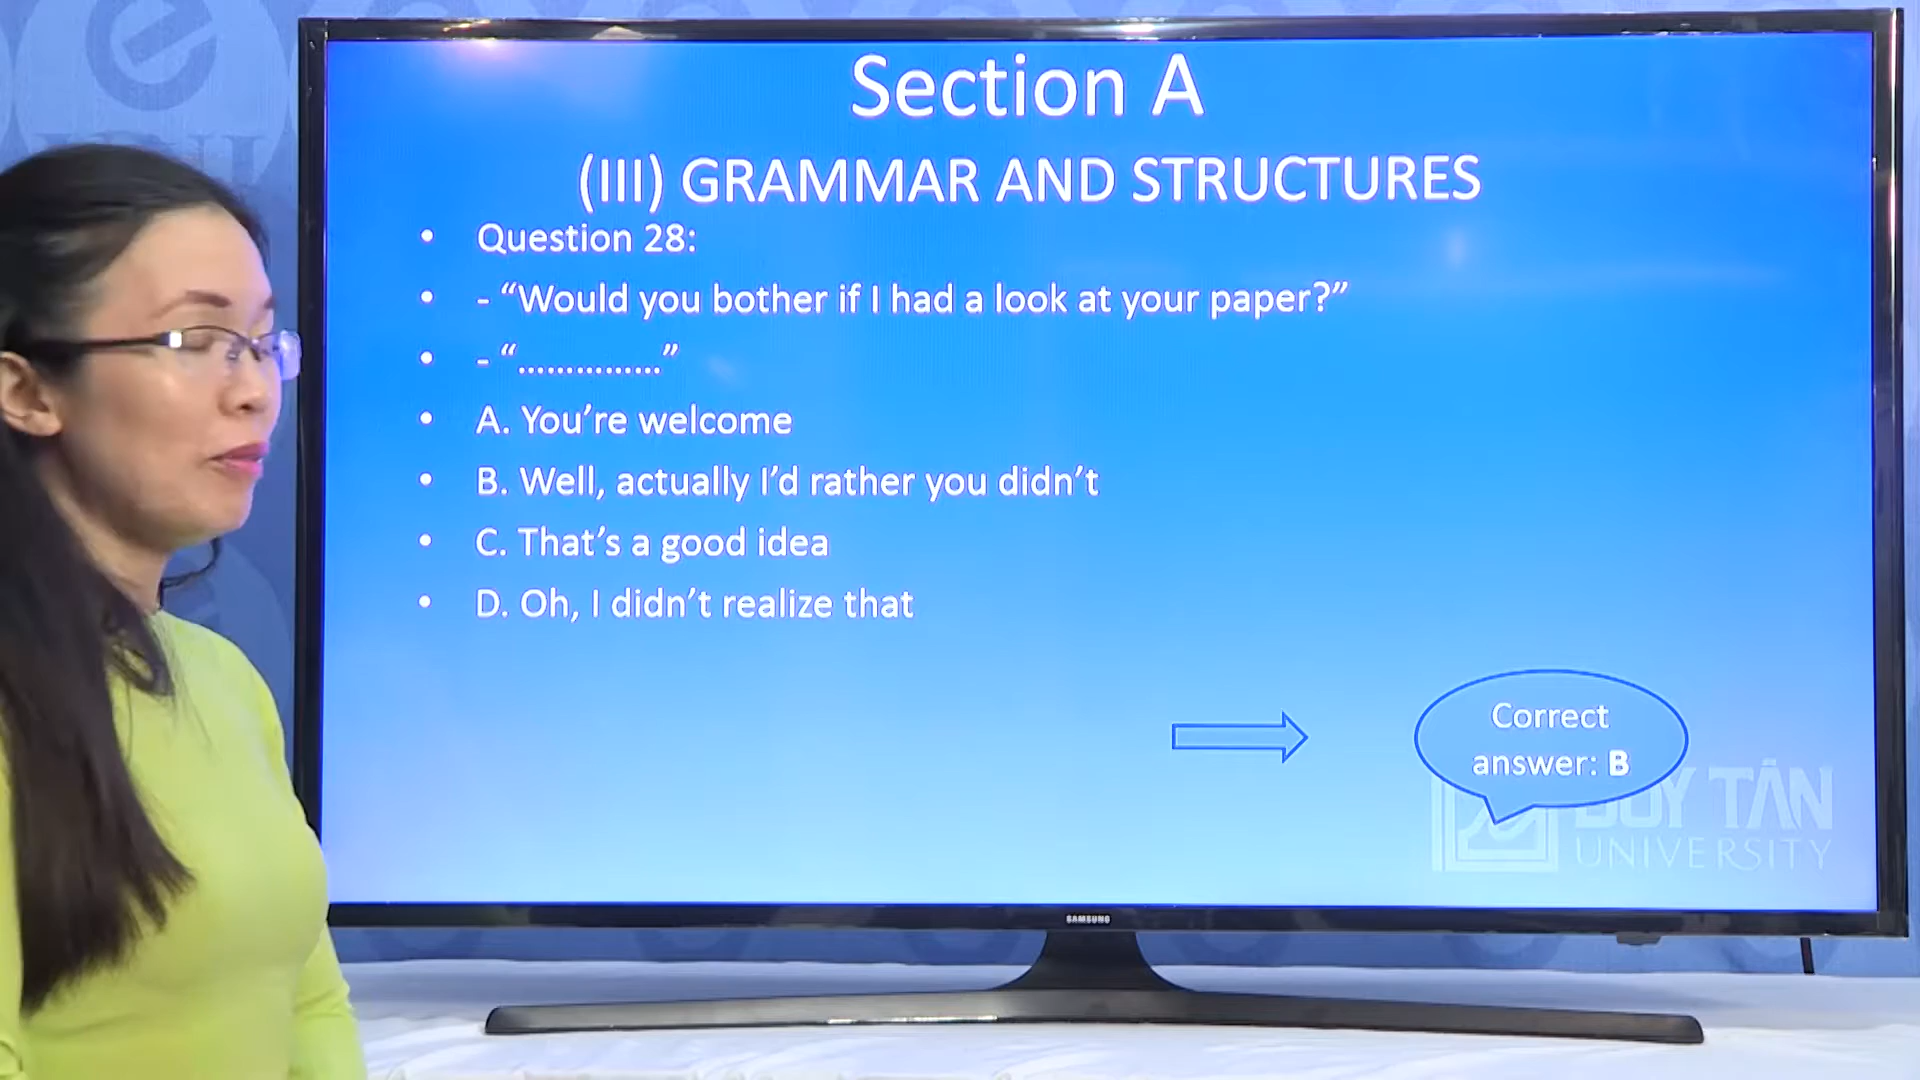 Section A
(III) GRAMMAR AND STRUCTURES
• Question 28:
• - “Would you bother if I had a look at your paper?”
• - “...............”
• A. You’re welcome
• B. Well, actually I’d rather you didn’t
• C. That’s a good idea
• D. Oh, I didn’t realize that
Correct
answer: B
DUY TÂN
UNIVERSITY
SAMSUNG